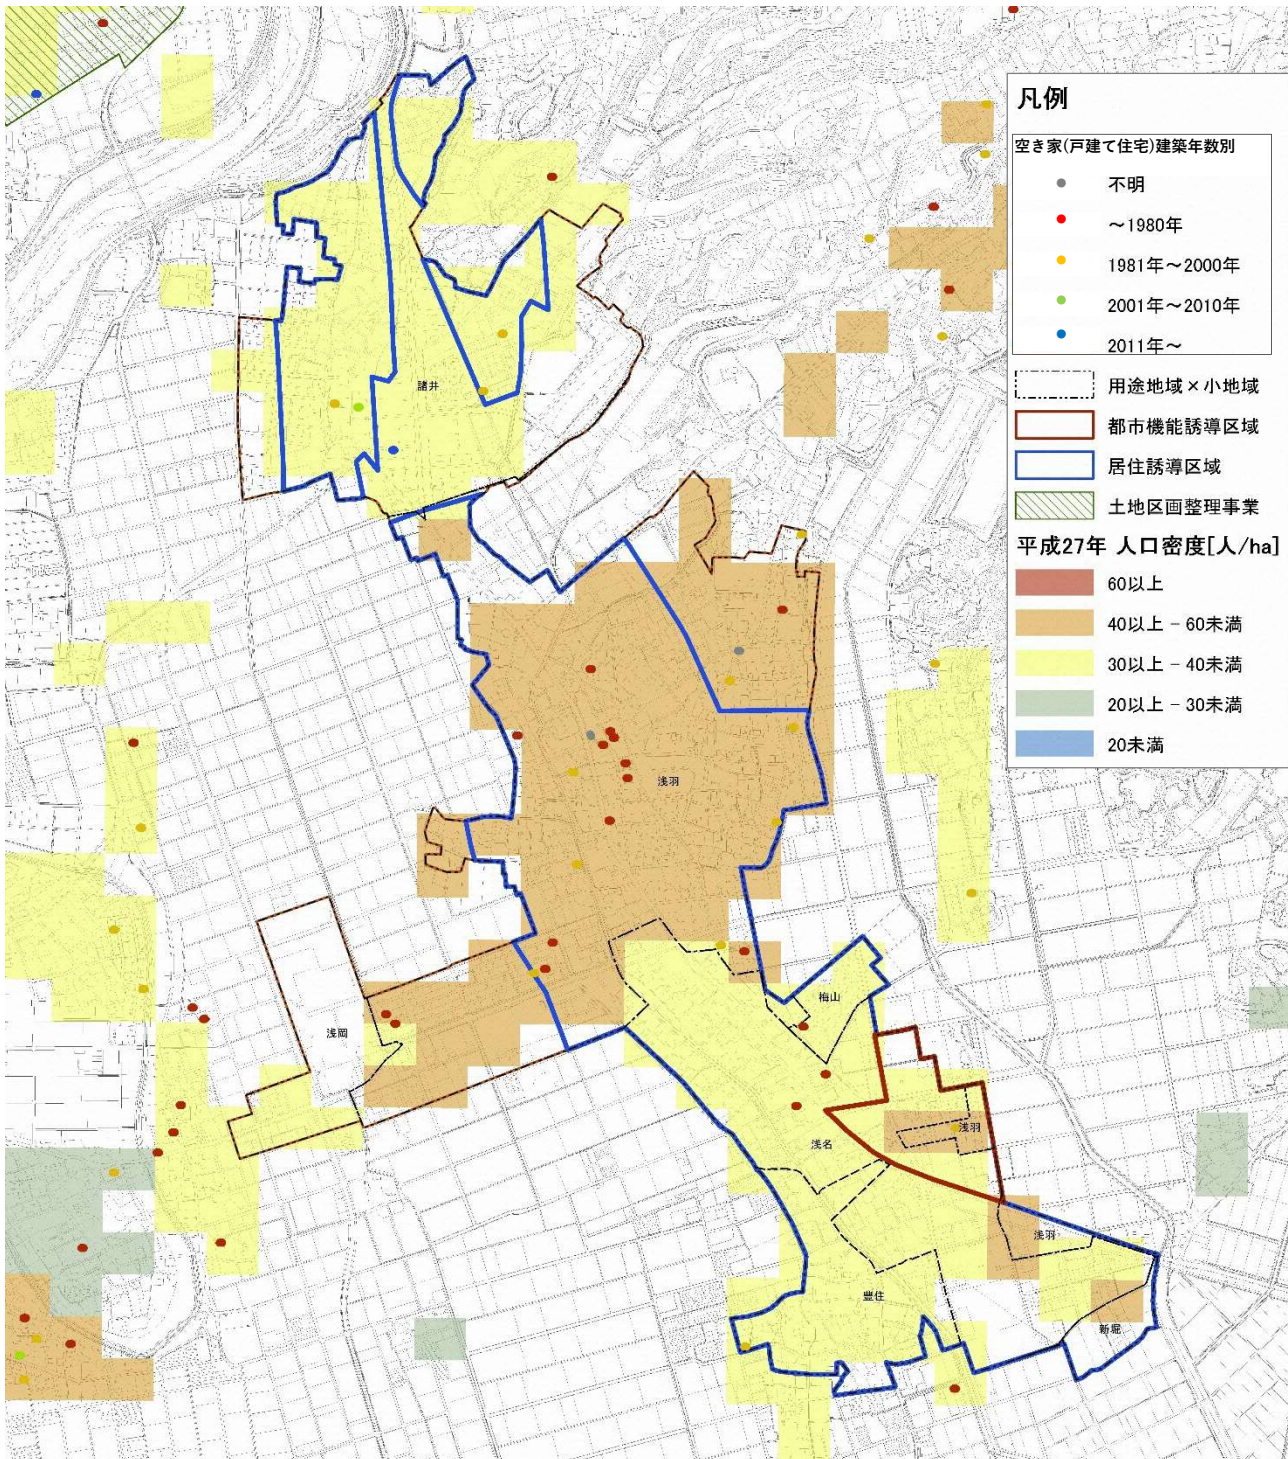 凡例
空き家(戸建て住宅)建築年数別
不明
～1980年
1981年～2000年
2001年～2010年
2011年～
用途地域×小地域
都市機能誘導区域
居住誘導区域
土地区画整理事業
平成27年 人口密度[人/ha]
60以上
40以上－60未満
30以上－40未満
20以上－30未満
20未満
諸井
浅羽
梅山
浅岡
浅羽
浅名
浅羽
豊住
新堀